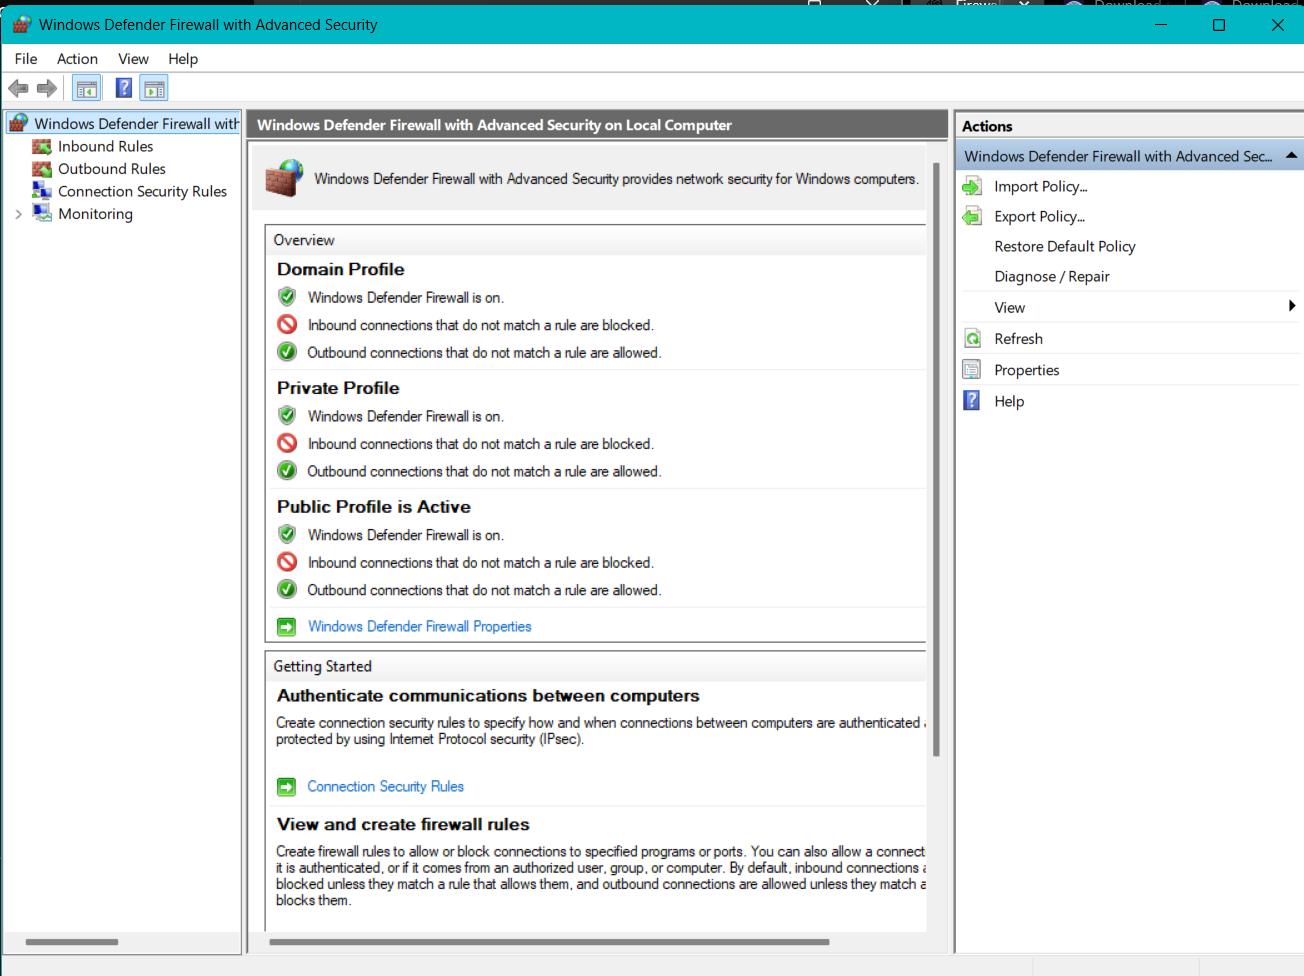 Windows Defender Firewall with Advanced Security
File Action View Help
Windows Defender Firewall with
Inbound Rules
Outbound Rules
Connection Security Rules
Monitoring
Windows Defender Firewall with Advanced Security on Local Computer
Windows Defender Firewall with Advanced Security provides network security for Windows computers.
Overview
Domain Profile
Windows Defender Firewall is on.
Inbound connections that do not match a rule are blocked.
Outbound connections that do not match a rule are allowed.
Private Profile
Windows Defender Firewall is on.
Inbound connections that do not match a rule are blocked.
Outbound connections that do not match a rule are allowed.
Public Profile is Active
Windows Defender Firewall is on.
Inbound connections that do not match a rule are blocked.
Outbound connections that do not match a rule are allowed.
Windows Defender Firewall Properties
Getting Started
Authenticate communications between computers
Create connection security rules to specify how and when connections between computers are authenticated
protected by using Internet Protocol security (IPsec).
Connection Security Rules
View and create firewall rules
Create firewall rules to allow or block connections to specified programs or ports. You can also allow a connect
it is authenticated, or if it comes from an authorized user, group, or computer. By default, inbound connections
blocked unless they match a rule that allows them, and outbound connections are allowed unless they match a
blocks them.
Actions
Windows Defender Firewall with Advanced Sec...
Import Policy...
Export Policy...
Restore Default Policy
Diagnose / Repair
View
Refresh
Properties
Help